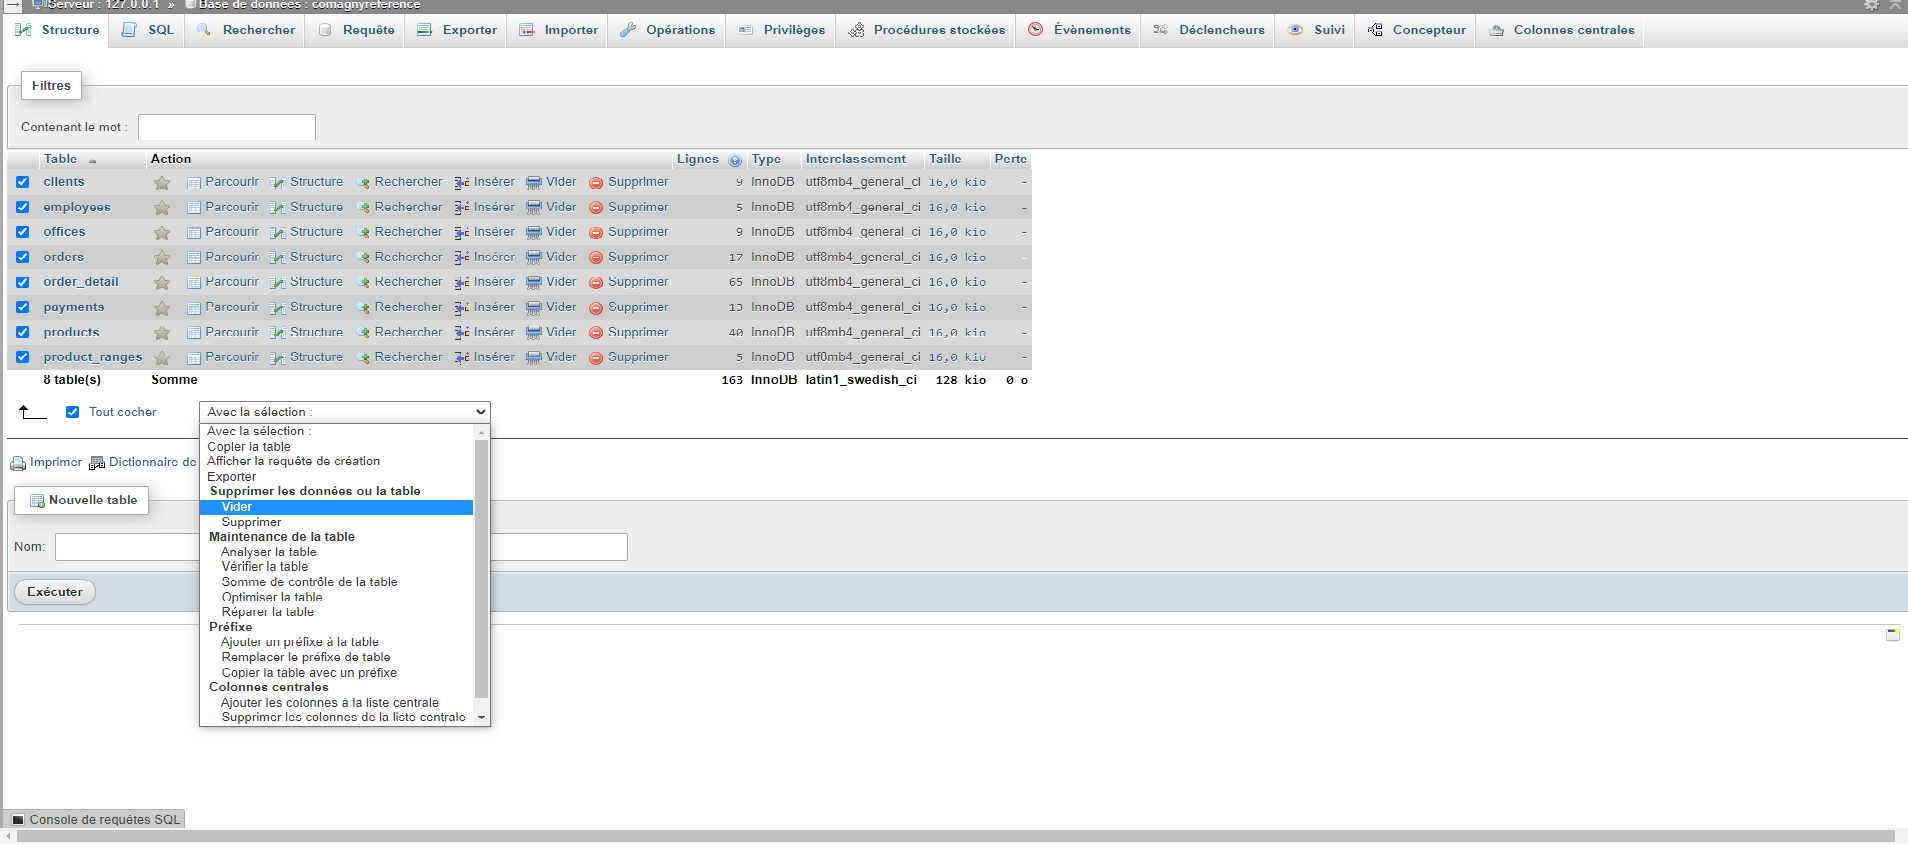 Serveur : 127.0.0.1 » Base de données : comagnyreference
Structure SQL Rechercher Requête Exporter Importer Opérations Privilèges Procédures stockées Évènements Déclencheurs Suivi Concepteur Colonnes centrales
Filtres
Contenant le mot :
Table Action Lignes Type Interclassement Taille Perte
clients Parcourir Structure Rechercher Insérer Vider Supprimer 9 InnoDB utf8mb4_general_ci 16,0 kio -
employees Parcourir Structure Rechercher Insérer Vider Supprimer 5 InnoDB utf8mb4_general_ci 16,0 kio -
offices Parcourir Structure Rechercher Insérer Vider Supprimer 9 InnoDB utf8mb4_general_ci 16,0 kio -
orders Parcourir Structure Rechercher Insérer Vider Supprimer 17 InnoDB utf8mb4_general_ci 16,0 kio -
order_detail Parcourir Structure Rechercher Insérer Vider Supprimer 65 InnoDB utf8mb4_general_ci 16,0 kio -
payments Parcourir Structure Rechercher Insérer Vider Supprimer 13 InnoDB utf8mb4_general_ci 16,0 kio -
products Parcourir Structure Rechercher Insérer Vider Supprimer 40 InnoDB utf8mb4_general_ci 16,0 kio -
product_ranges Parcourir Structure Rechercher Insérer Vider Supprimer 5 InnoDB utf8mb4_general_ci 16,0 kio -
8 table(s) Somme 163 InnoDB latin1_swedish_ci 128 kio 0 o
Tout cocher Avec la sélection :
Avec la sélection :
Copier la table
Afficher la requête de création
Exporter
Supprimer les données ou la table
Vider
Supprimer
Maintenance de la table
Analyser la table
Vérifier la table
Somme de contrôle de la table
Optimiser la table
Réparer la table
Préfixe
Ajouter un préfixe à la table
Remplacer le préfixe de table
Copier la table avec un préfixe
Colonnes centrales
Ajouter les colonnes à la liste centrale
Supprimer les colonnes de la liste centrale
Imprimer Dictionnaire de
Nouvelle table
Nom:
Exécuter
Console de requêtes SQL